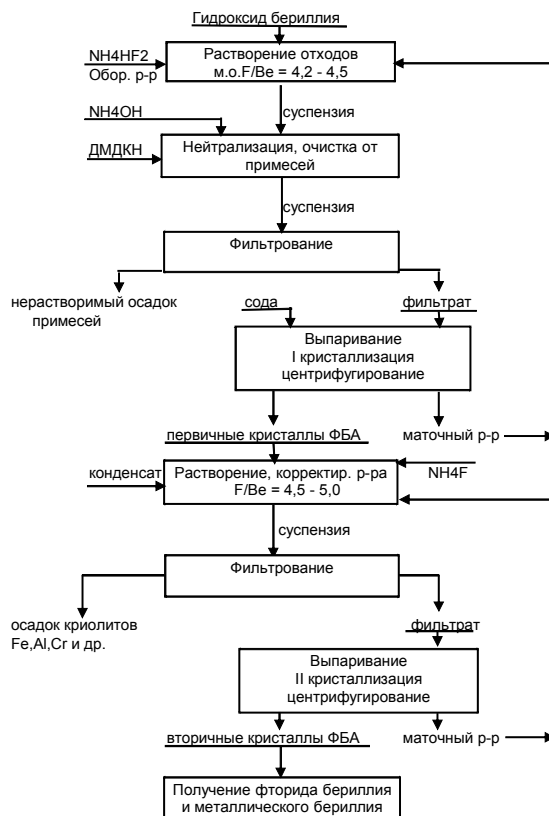 Гидроксид бериллия
NH4HF2
Обор. р-р
Растворение отходов
м.о.F/Be = 4,2 - 4,5
суспензия
NH4OH
ДМДКН
Нейтрализация, очистка от
примесей
суспензия
Фильтрование
нерастворимый осадок
примесей
сода
фильтрат
Выпаривание
I кристаллизация
центрифугирование
первичные кристаллы ФБА
маточный р-р
конденсат
Растворение, корректир. р-ра
F/Be = 4,5 - 5,0
NH4F
суспензия
Фильтрование
осадок криолитов
Fe,Al,Cr и др.
фильтрат
Выпаривание
II кристаллизация
центрифугирование
вторичные кристаллы ФБА
маточный р-р
Получение фторида бериллия
и металлического бериллия